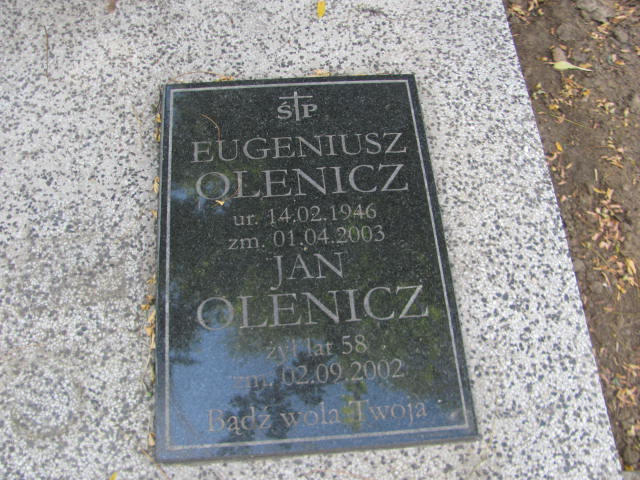 Ś†P
EUGENIUSZ
OLENICZ
ur. 14.02.1946
zm. 01.04.2003
JAN
OLENICZ
żył lat 58
zm. 02.09.2002
Bądź wola Twoja